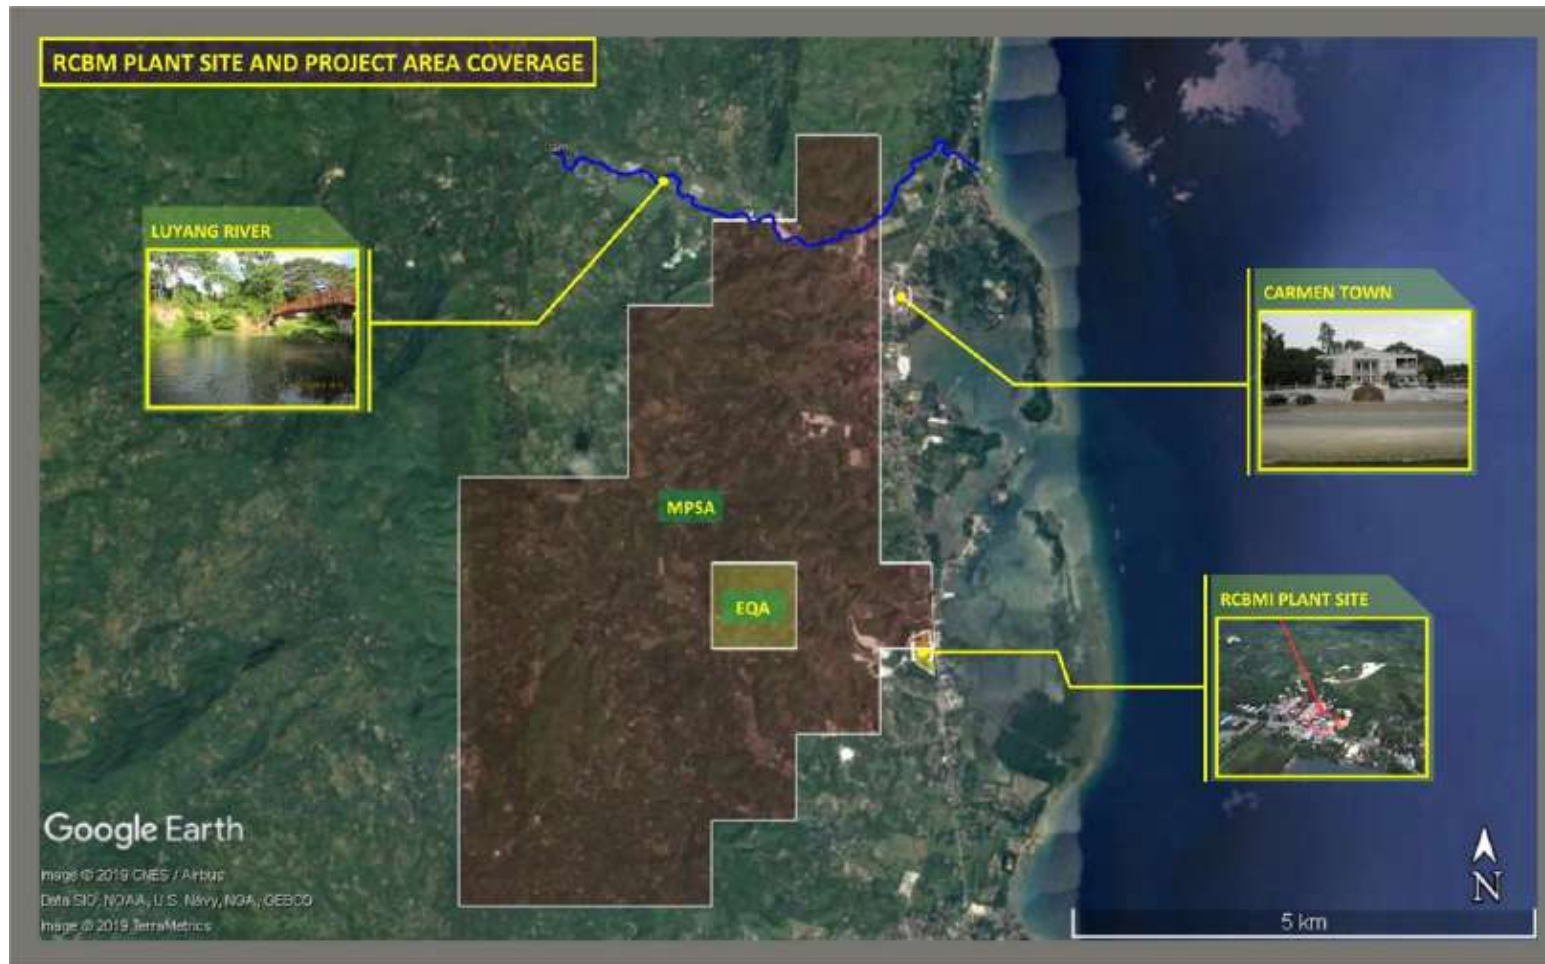 RCBM PLANT SITE AND PROJECT AREA COVERAGE
LUYANG RIVER
CARMEN TOWN
MPSA
EQA
RCBMI PLANT SITE
Google Earth
Image © 2019 CNES / Airbus
Data SIO, NOAA, U.S. Navy, NGA, GEBCO
Image © 2019 TerraMetrics
N
5 km